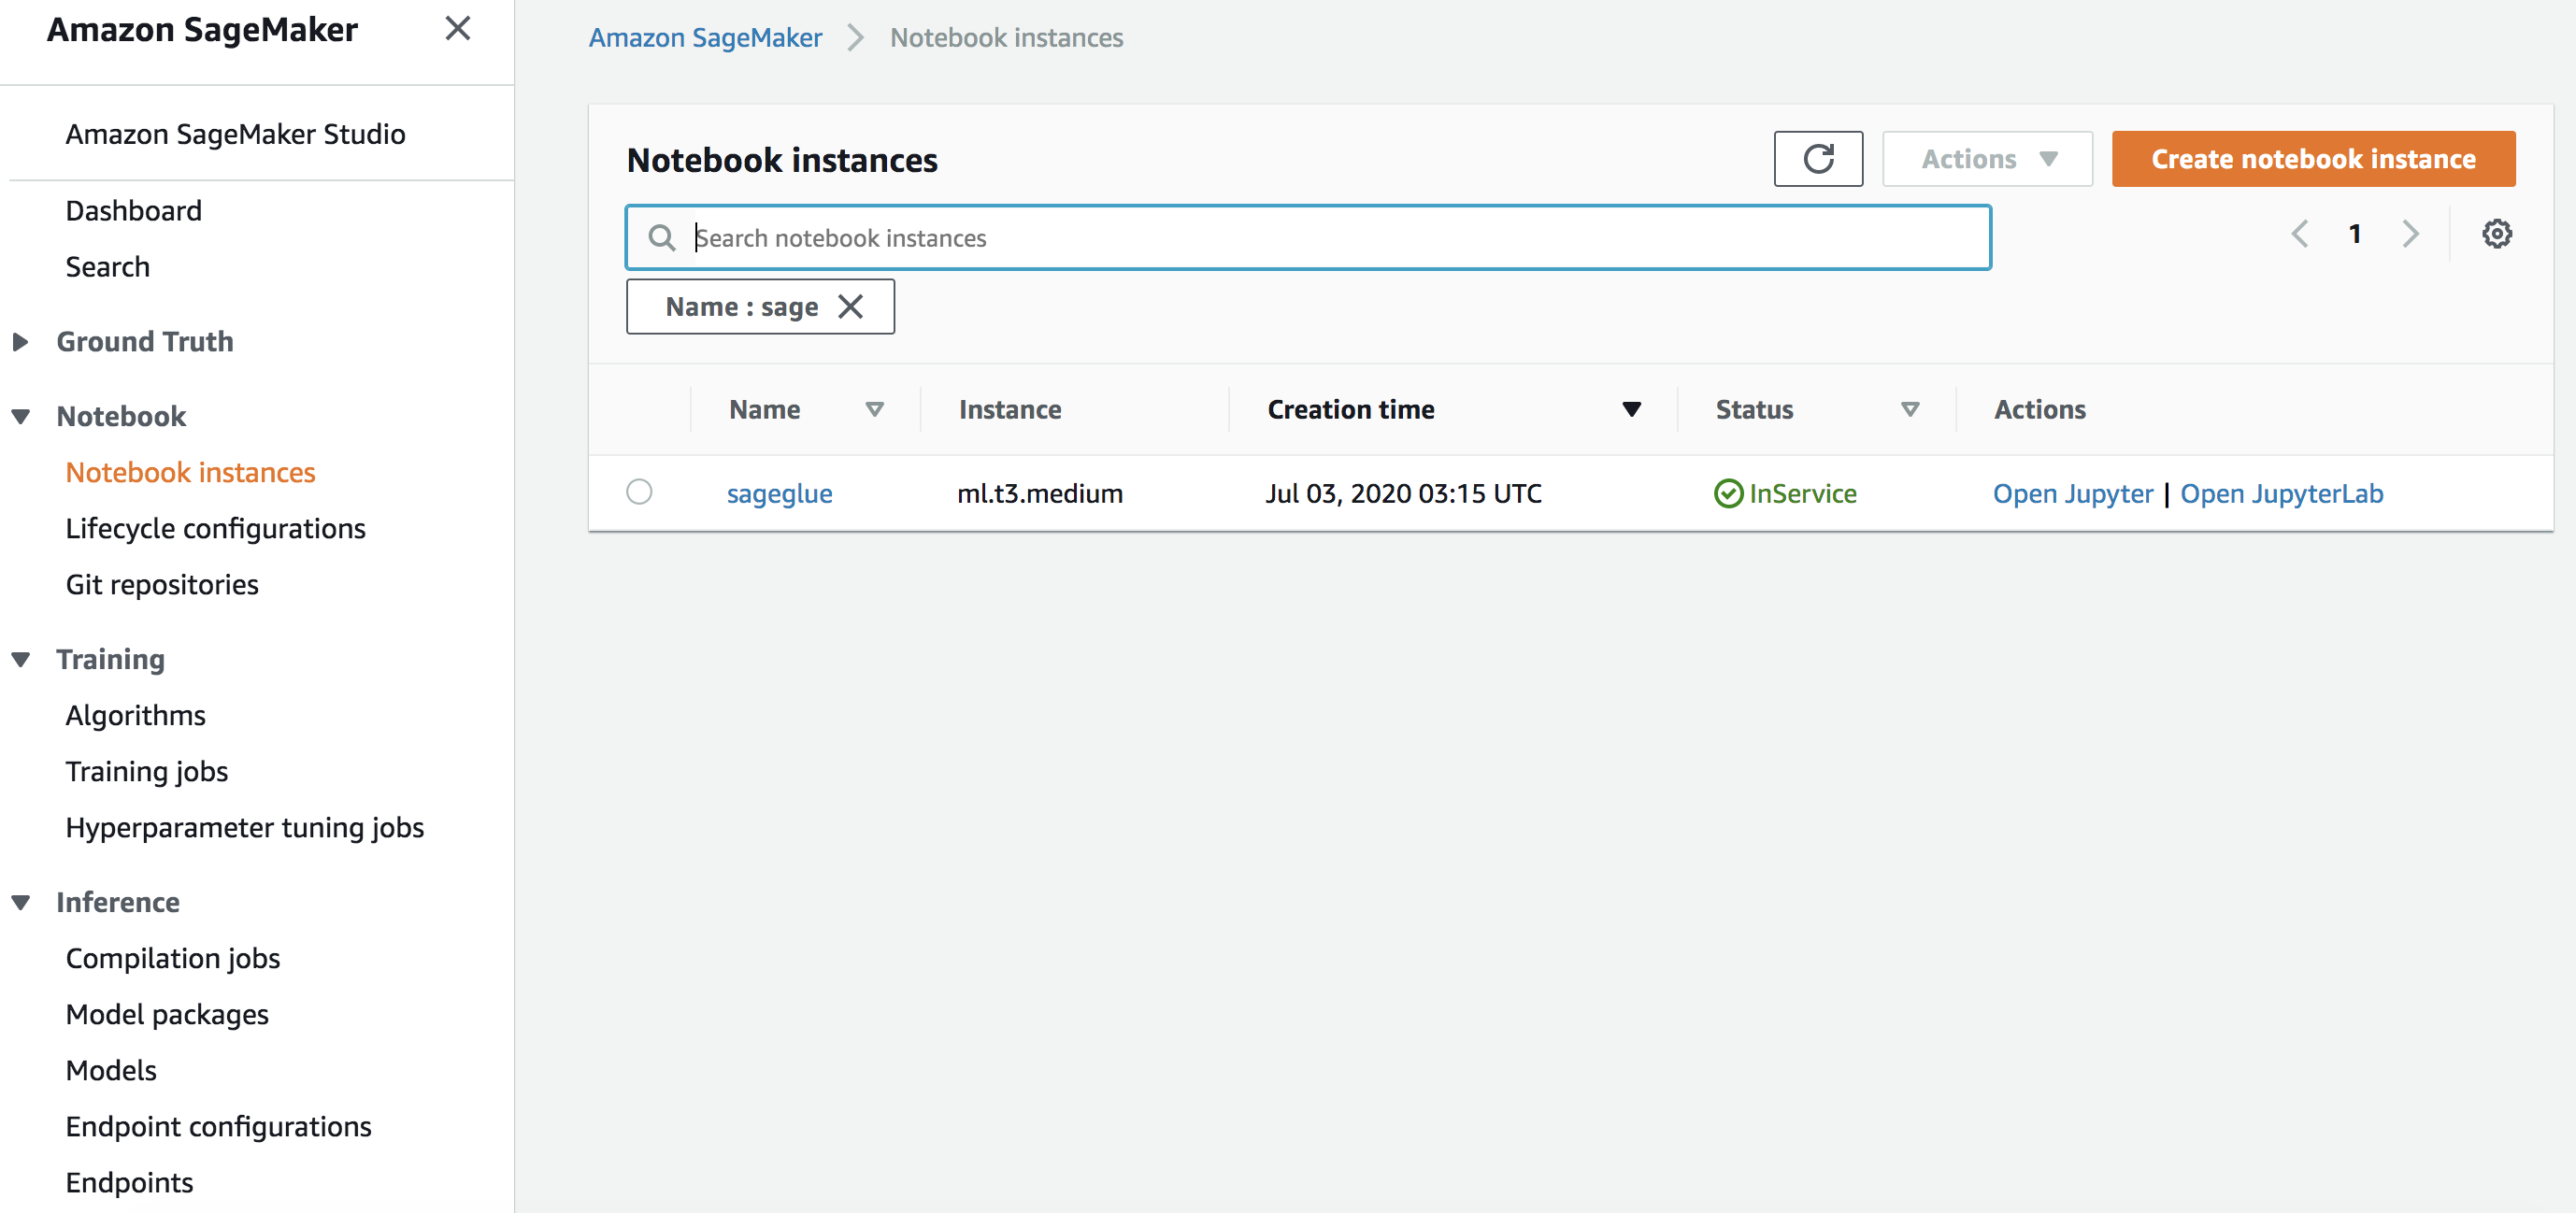 Amazon SageMaker
Amazon SageMaker Studio
Dashboard
Search
Ground Truth
Notebook
Notebook instances
Lifecycle configurations
Git repositories
Training
Algorithms
Training jobs
Hyperparameter tuning jobs
Inference
Compilation jobs
Model packages
Models
Endpoint configurations
Endpoints
Amazon SageMaker > Notebook instances
Notebook instances
Actions
Create notebook instance
Search notebook instances
1
Name : sage
Name Instance Creation time Status Actions
sageglue ml.t3.medium Jul 03, 2020 03:15 UTC InService Open Jupyter | Open JupyterLab